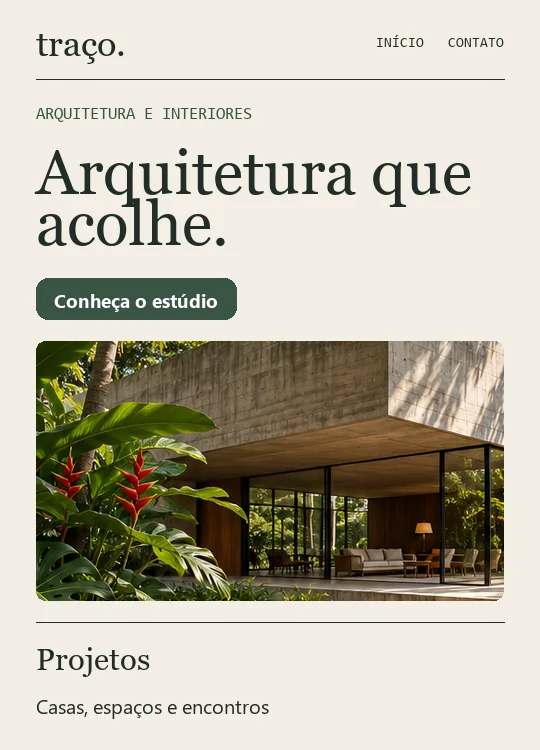 traço.
INÍCIO CONTATO
ARQUITETURA E INTERIORES
Arquitetura que
acolhe.
Conheça o estúdio
Projetos
Casas, espaços e encontros